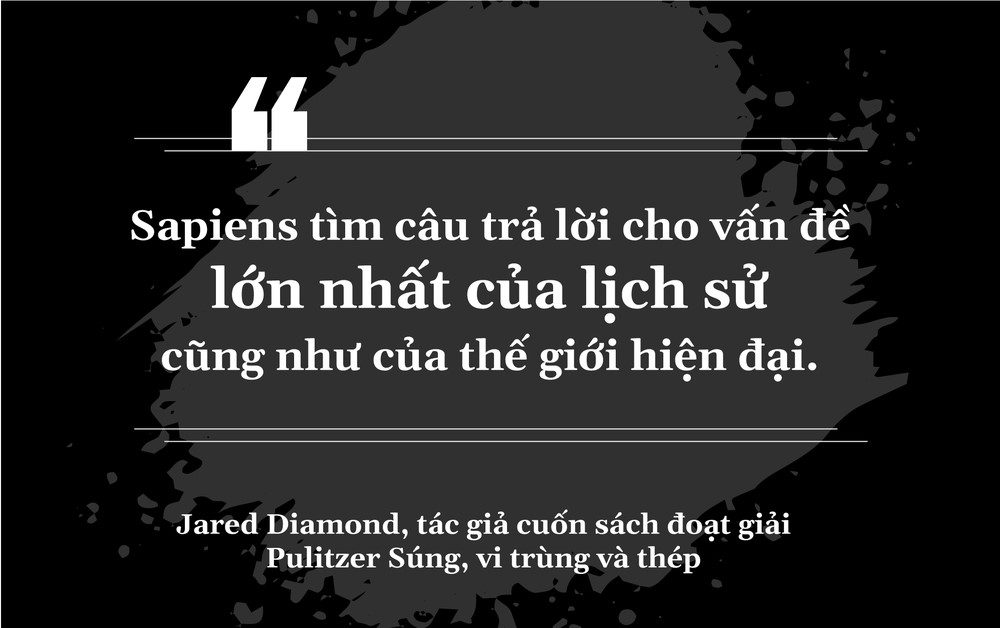 “
Sapiens tìm câu trả lời cho vấn đề
lớn nhất của lịch sử
cũng như của thế giới hiện đại.
Jared Diamond, tác giả cuốn sách đoạt giải
Pulitzer Súng, vi trùng và thép